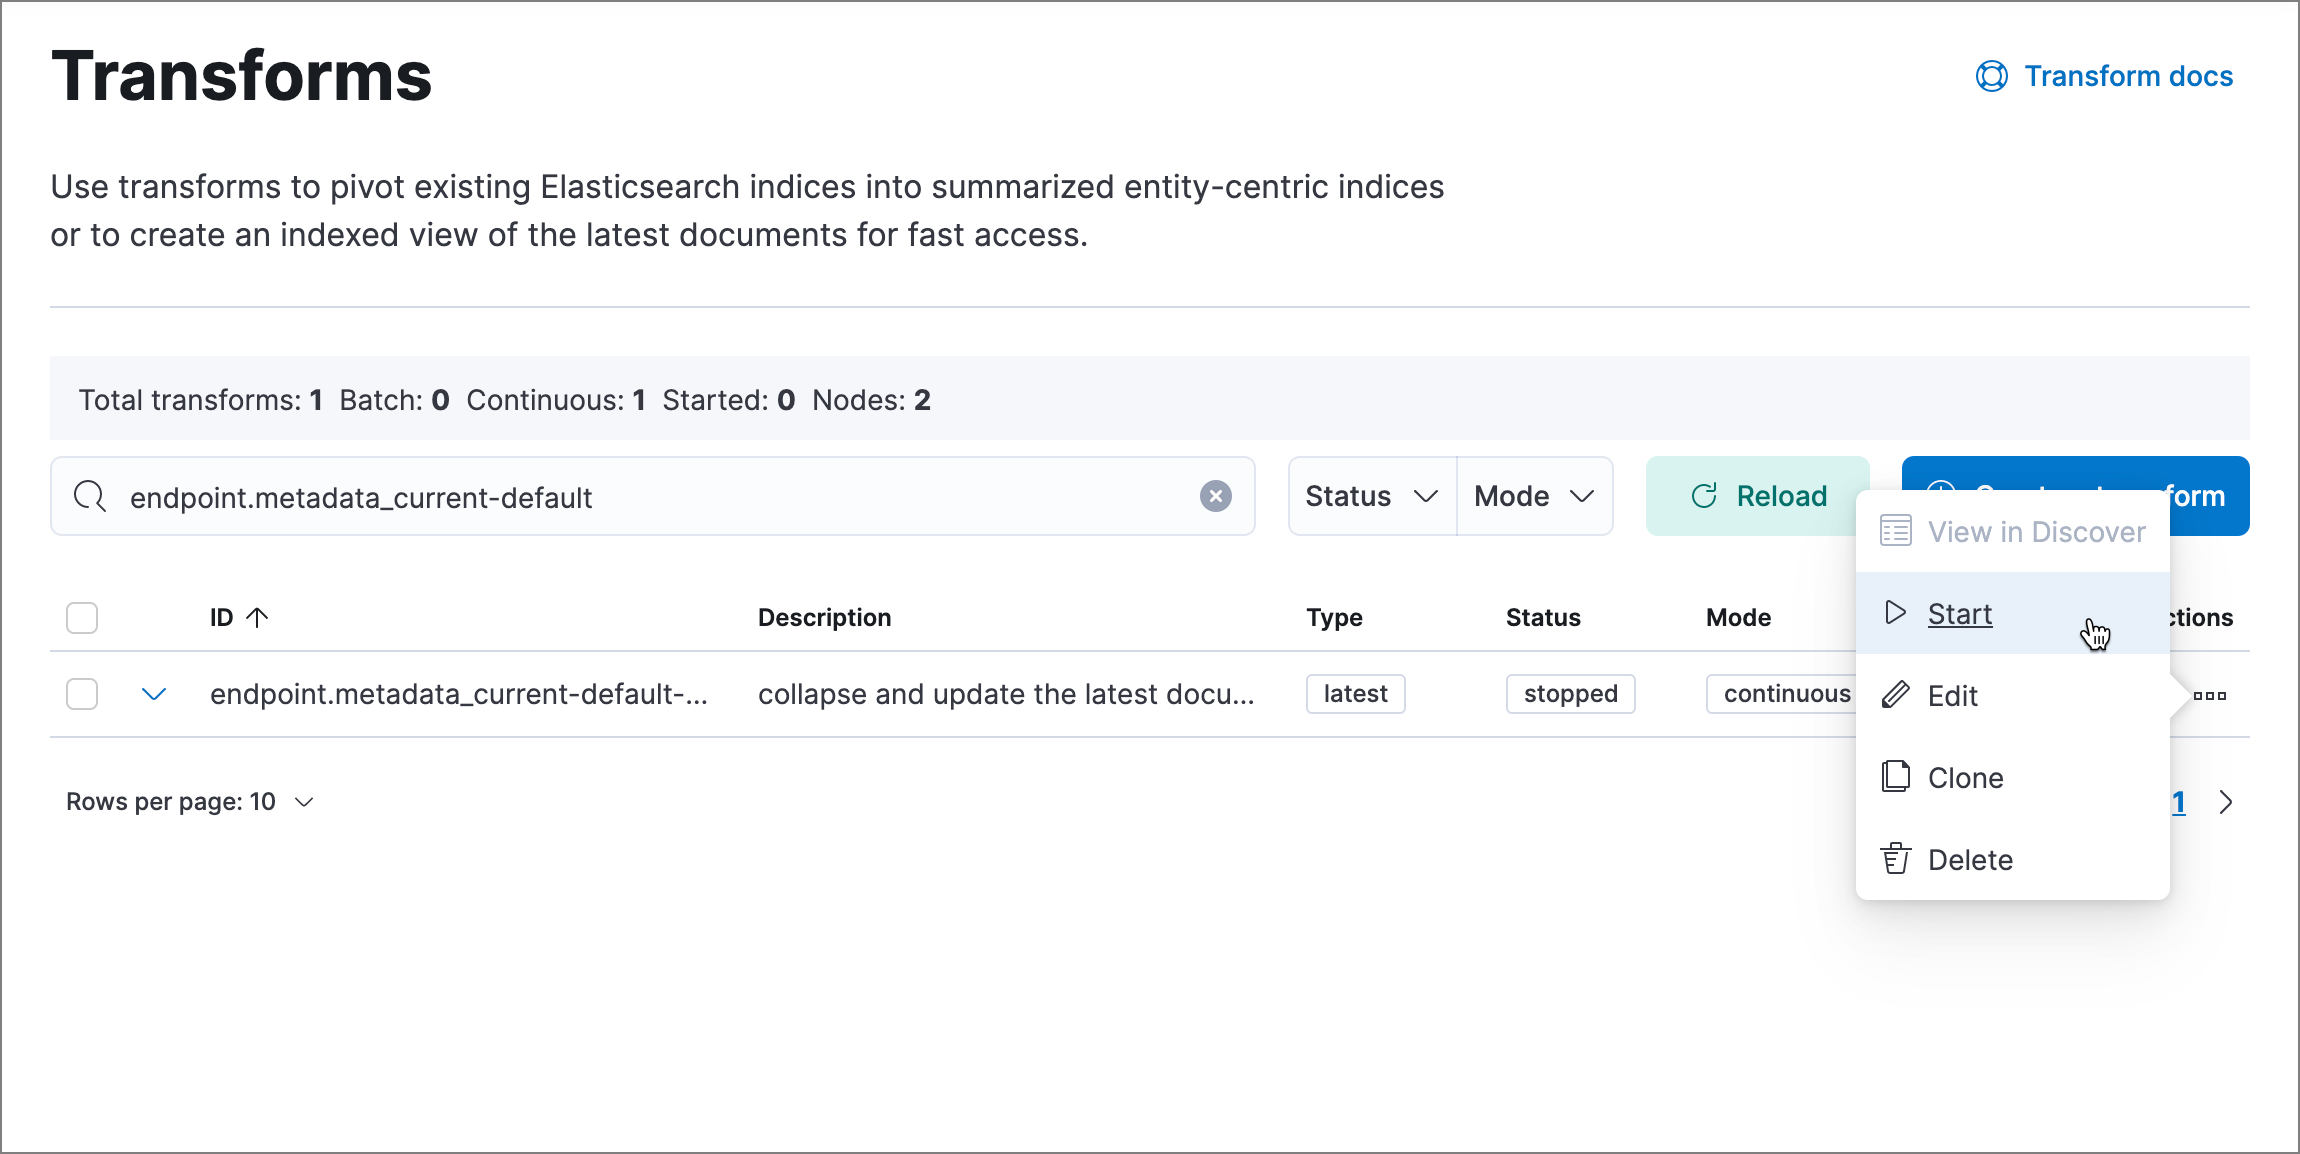 Transforms
Transform docs
Use transforms to pivot existing Elasticsearch indices into summarized entity-centric indices
or to create an indexed view of the latest documents for fast access.
Total transforms: 1 Batch: 0 Continuous: 1 Started: 0 Nodes: 2
endpoint.metadata_current-default
Status
Mode
Reload
form
ID
Description
Type
Status
Mode
ctions
endpoint.metadata_current-default-...
collapse and update the latest docu...
latest
stopped
continuous
View in Discover
Start
Edit
Clone
Delete
Rows per page: 10
1